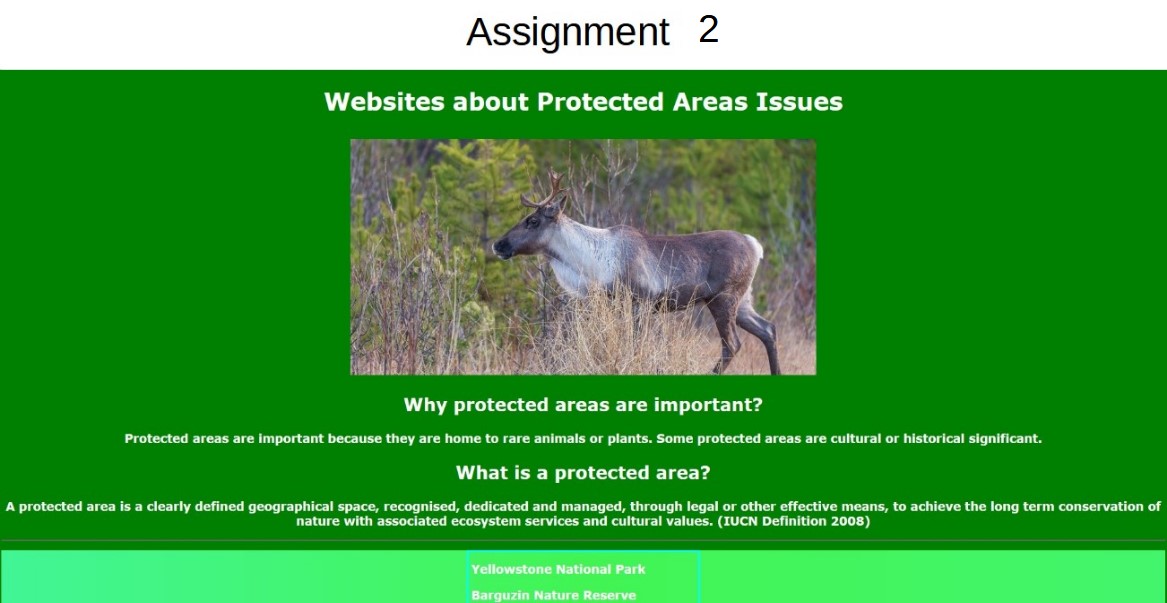 Assignment 2
Websites about Protected Areas Issues
Why protected areas are important?
Protected areas are important because they are home to rare animals or plants. Some protected areas are cultural or historical significant.
What is a protected area?
A protected area is a clearly defined geographical space, recognised, dedicated and managed, through legal or other effective means, to achieve the long term conservation of
nature with associated ecosystem services and cultural values. (IUCN Definition 2008)
Yellowstone National Park
Barguzin Nature Reserve